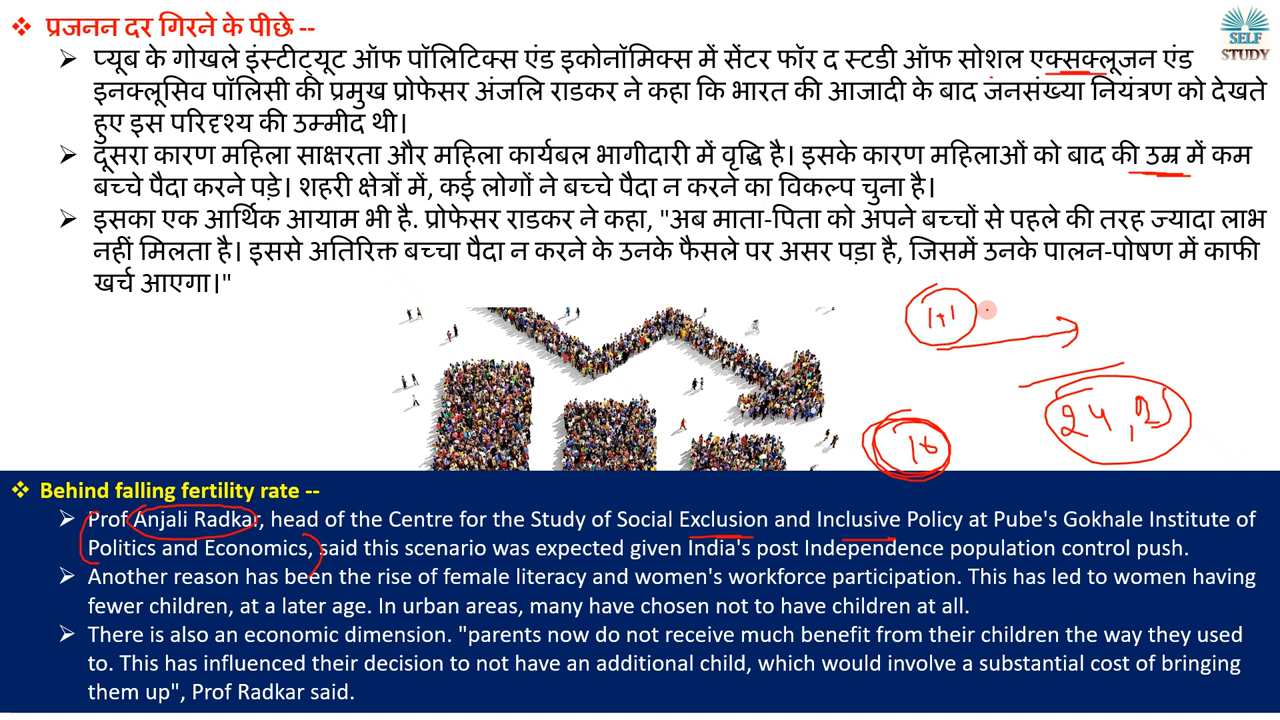 ❖ प्रजनन दर गिरने के पीछे --
SELF
STUDY
➢ प्यूब के गोखले इंस्टीट्यूट ऑफ पॉलिटिक्स एंड इकोनॉमिक्स में सेंटर फॉर द स्टडी ऑफ सोशल एक्सक्लूजन एंड
इनक्लूसिव पॉलिसी की प्रमुख प्रोफेसर अंजलि राडकर ने कहा कि भारत की आजादी के बाद जनसंख्या नियंत्रण को देखते
हुए इस परिदृश्य की उम्मीद थी।
➢ दूसरा कारण महिला साक्षरता और महिला कार्यबल भागीदारी में वृद्धि है। इसके कारण महिलाओं को बाद की उम्र में कम
बच्चे पैदा करने पड़े। शहरी क्षेत्रों में, कई लोगों ने बच्चे पैदा न करने का विकल्प चुना है।
➢ इसका एक आर्थिक आयाम भी है. प्रोफेसर राडकर ने कहा, "अब माता-पिता को अपने बच्चों से पहले की तरह ज्यादा लाभ
नहीं मिलता है। इससे अतिरिक्त बच्चा पैदा न करने के उनके फैसले पर असर पड़ा है, जिसमें उनके पालन-पोषण में काफी
खर्च आएगा।"
1+1
18
❖ Behind falling fertility rate --
➢ Prof Anjali Radkar, head of the Centre for the Study of Social Exclusion and Inclusive Policy at Pube's Gokhale Institute of
Politics and Economics, said this scenario was expected given India's post Independence population control push.
➢ Another reason has been the rise of female literacy and women's workforce participation. This has led to women having
fewer children, at a later age. In urban areas, many have chosen not to have children at all.
➢ There is also an economic dimension. "parents now do not receive much benefit from their children the way they used
to. This has influenced their decision to not have an additional child, which would involve a substantial cost of bringing
them up", Prof Radkar said.